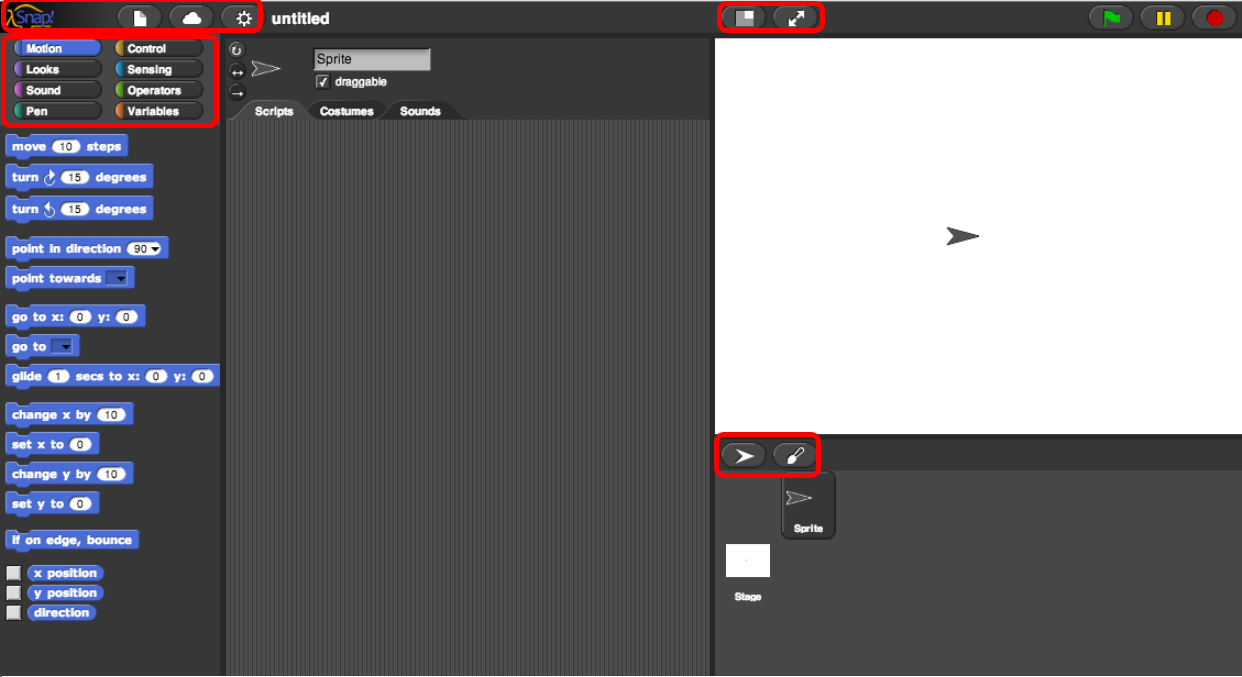 Snap! untitled
Motion Control
Looks Sensing
Sound Operators
Pen Variables
Sprite
draggable
Scripts Costumes Sounds
move 10 steps
turn 15 degrees
turn 15 degrees
point in direction 90
point towards
go to x: 0 y: 0
go to
glide 1 secs to x: 0 y: 0
change x by 10
set x to 0
change y by 10
set y to 0
if on edge, bounce
x position
y position
direction
Sprite
Stage